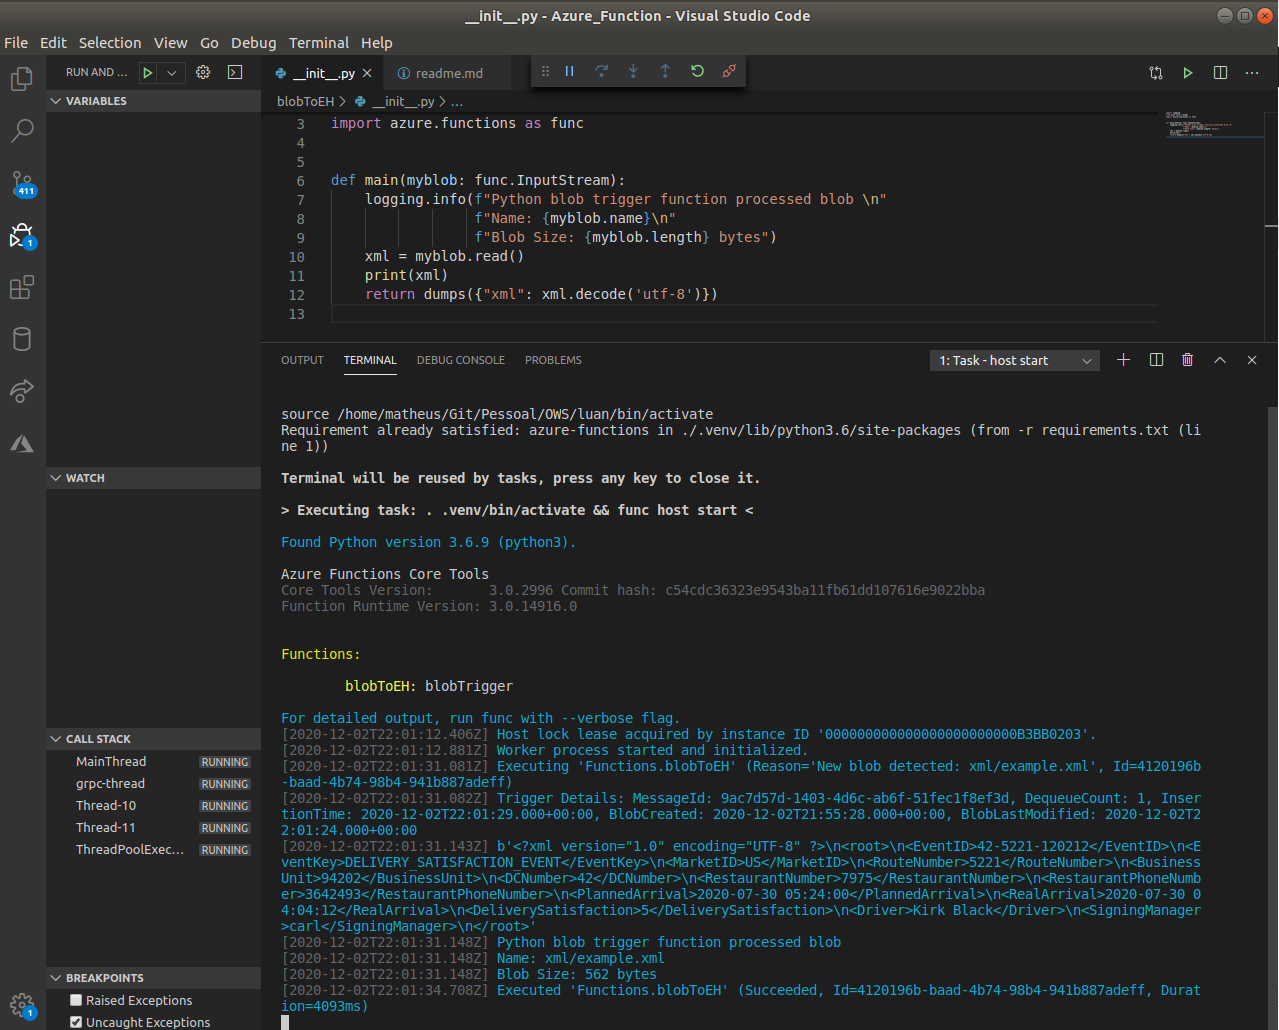 __init__.py - Azure_Function - Visual Studio Code
File Edit Selection View Go Debug Terminal Help
RUN AND ...
__init__.py
readme.md
VARIABLES
blobToEH > __init__.py > ...
3 import azure.functions as func
4
5
6 def main(myblob: func.InputStream):
7 logging.info(f"Python blob trigger function processed blob \n"
8 f"Name: {myblob.name}\n"
9 f"Blob Size: {myblob.length} bytes")
10 xml = myblob.read()
11 print(xml)
12 return dumps({"xml": xml.decode('utf-8')})
13
411
1
OUTPUT TERMINAL DEBUG CONSOLE PROBLEMS
1: Task - host start
source /home/matheus/Git/Pessoal/OWS/luan/bin/activate
Requirement already satisfied: azure-functions in ./.venv/lib/python3.6/site-packages (from -r requirements.txt (li
ne 1))
Terminal will be reused by tasks, press any key to close it.
> Executing task: . .venv/bin/activate && func host start <
Found Python version 3.6.9 (python3).
Azure Functions Core Tools
Core Tools Version: 3.0.2996 Commit hash: c54cdc36323e9543ba11fb61dd107616e9022bba
Function Runtime Version: 3.0.14916.0
Functions:
blobToEH: blobTrigger
For detailed output, run func with --verbose flag.
[2020-12-02T22:01:12.406Z] Host lock lease acquired by instance ID '000000000000000000000000B3BB0203'.
[2020-12-02T22:01:12.881Z] Worker process started and initialized.
[2020-12-02T22:01:31.081Z] Executing 'Functions.blobToEH' (Reason='New blob detected: xml/example.xml', Id=4120196b
-baad-4b74-98b4-941b887adeff)
[2020-12-02T22:01:31.082Z] Trigger Details: MessageId: 9ac7d57d-1403-4d6c-ab6f-51fec1f8ef3d, DequeueCount: 1, Inser
tionTime: 2020-12-02T22:01:29.000+00:00, BlobCreated: 2020-12-02T21:55:28.000+00:00, BlobLastModified: 2020-12-02T2
2:01:24.000+00:00
[2020-12-02T22:01:31.143Z] b'<?xml version="1.0" encoding="UTF-8" ?>\n<root>\n<EventID>42-5221-120212</EventID>\n<E
ventKey>DELIVERY_SATISFACTION_EVENT</EventKey>\n<MarketID>US</MarketID>\n<RouteNumber>5221</RouteNumber>\n<Business
Unit>94202</BusinessUnit>\n<DCNumber>42</DCNumber>\n<RestaurantNumber>7975</RestaurantNumber>\n<RestaurantPhoneNumb
er>3642493</RestaurantPhoneNumber>\n<PlannedArrival>2020-07-30 05:24:00</PlannedArrival>\n<RealArrival>2020-07-30 0
4:04:12</RealArrival>\n<DeliverySatisfaction>5</DeliverySatisfaction>\n<Driver>Kirk Black</Driver>\n<SigningManager
>carl</SigningManager>\n</root>'
[2020-12-02T22:01:31.148Z] Python blob trigger function processed blob
[2020-12-02T22:01:31.148Z] Name: xml/example.xml
[2020-12-02T22:01:31.148Z] Blob Size: 562 bytes
[2020-12-02T22:01:34.708Z] Executed 'Functions.blobToEH' (Succeeded, Id=4120196b-baad-4b74-98b4-941b887adeff, Durat
ion=4093ms)
WATCH
CALL STACK
MainThread RUNNING
grpc-thread RUNNING
Thread-10 RUNNING
Thread-11 RUNNING
ThreadPoolExec... RUNNING
BREAKPOINTS
Raised Exceptions
Uncaught Exceptions
1